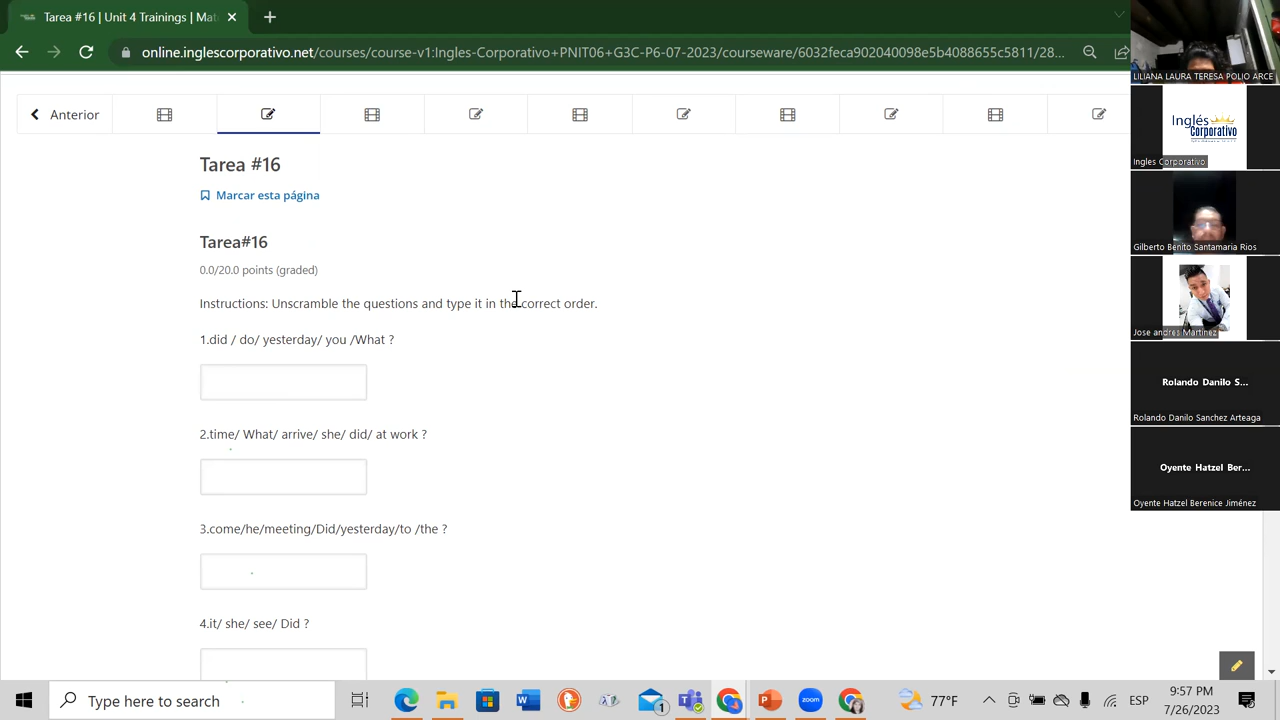 Tarea #16 | Unit 4 Trainings | Ma
online.inglescorporativo.net/courses/course-v1:Ingles-Corporativo+PNIT06+G3C-P6-07-2023/courseware/6032feca902040098e5b4088655c5811/28...
Anterior
Tarea #16
Marcar esta página
Tarea#16
0.0/20.0 points (graded)
Instructions: Unscramble the questions and type it in the correct order.
1.did / do/ yesterday/ you /What ?
2.time/ What/ arrive/ she/ did/ at work ?
3.come/he/meeting/Did/yesterday/to /the ?
4.it/ she/ see/ Did ?
LILIANA LAURA TERESA POLIO ARCE
Inglés
Corporativo
Ingles Corporativo
Gilberto Benito Santamaria Rios
Jose andres Martinez
Rolando Danilo S...
Rolando Danilo Sanchez Arteaga
Oyente Hatzel Ber...
Oyente Hatzel Berenice Jiménez
Type here to search
1
zoom
77°F
ESP
9:57 PM
7/26/2023